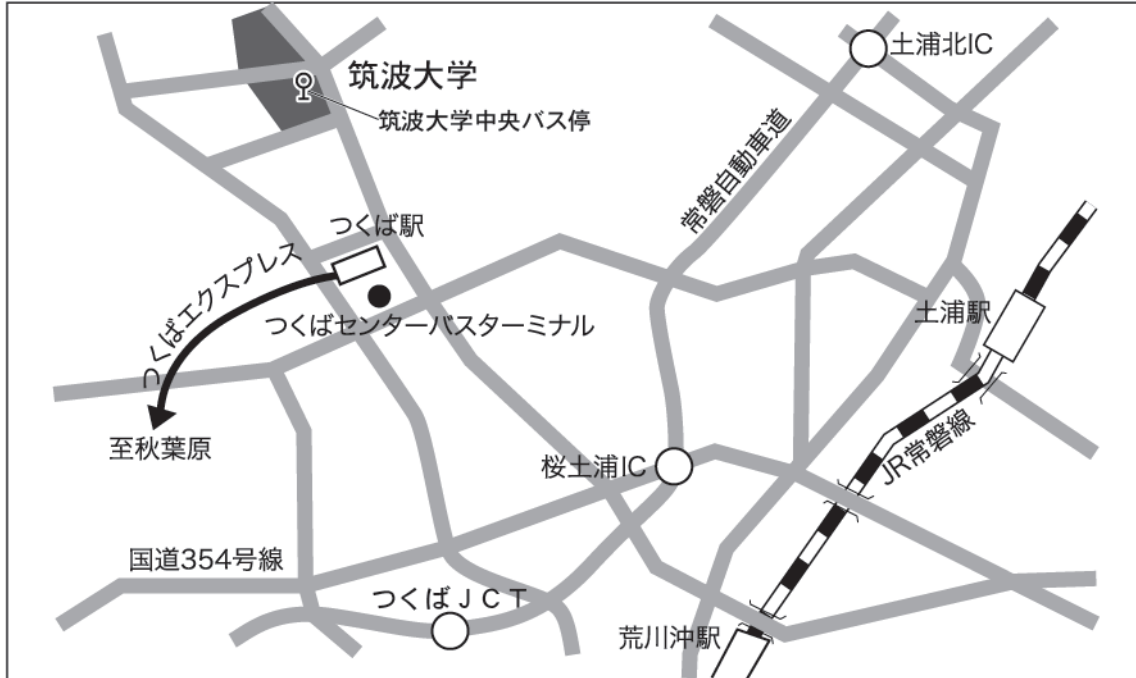 土浦北IC
筑波大学
筑波大学中央バス停
常磐自動車道
つくば駅
つくばエクスプレス
土浦駅
つくばセンターバスターミナル
至秋葉原
JR常磐線
桜土浦IC
国道354号線
つくばＪＣＴ
荒川沖駅